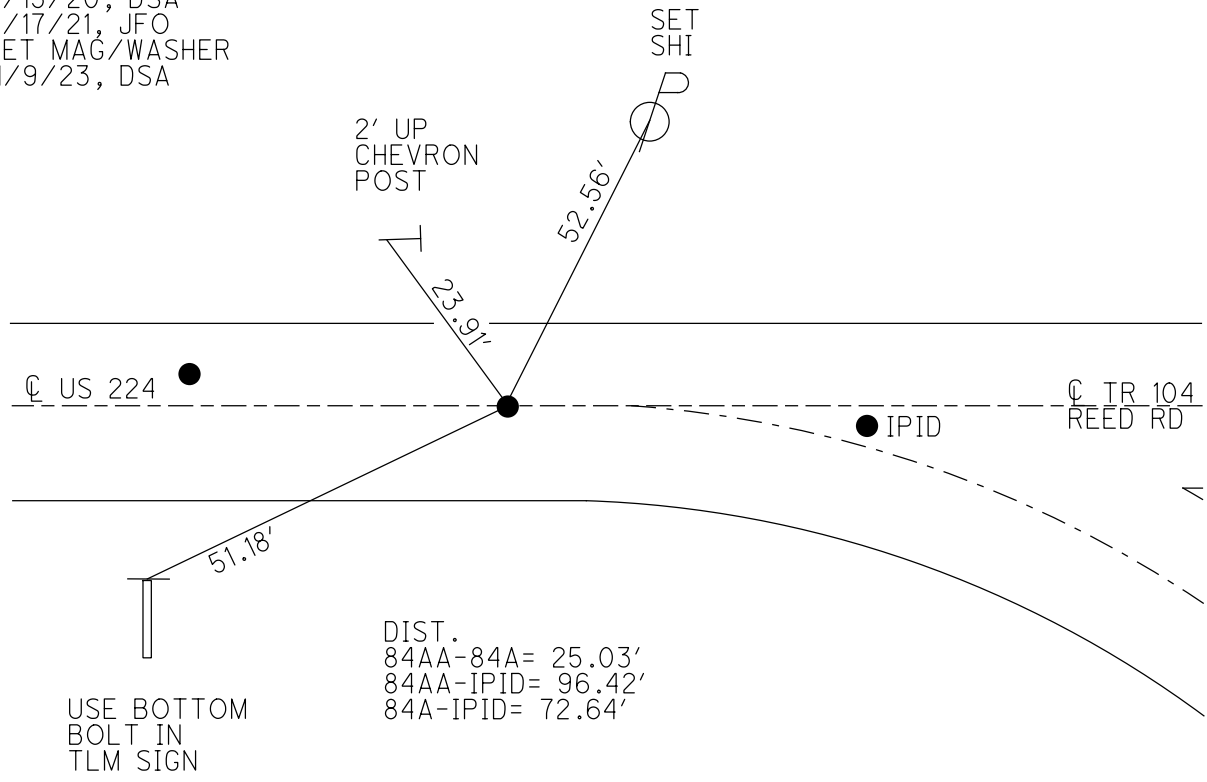 /17/21, JFO
ET MAG/WASHER
/9/23, DSA
SET
SHI
2' UP
CHEVRON
POST
52.56'
23.91'
℄ US 224
℄ TR 104
REED RD
IPID
51.18'
DIST.
84AA-84A= 25.03'
84AA-IPID= 96.42'
84A-IPID= 72.64'
USE BOTTOM
BOLT IN
TLM SIGN